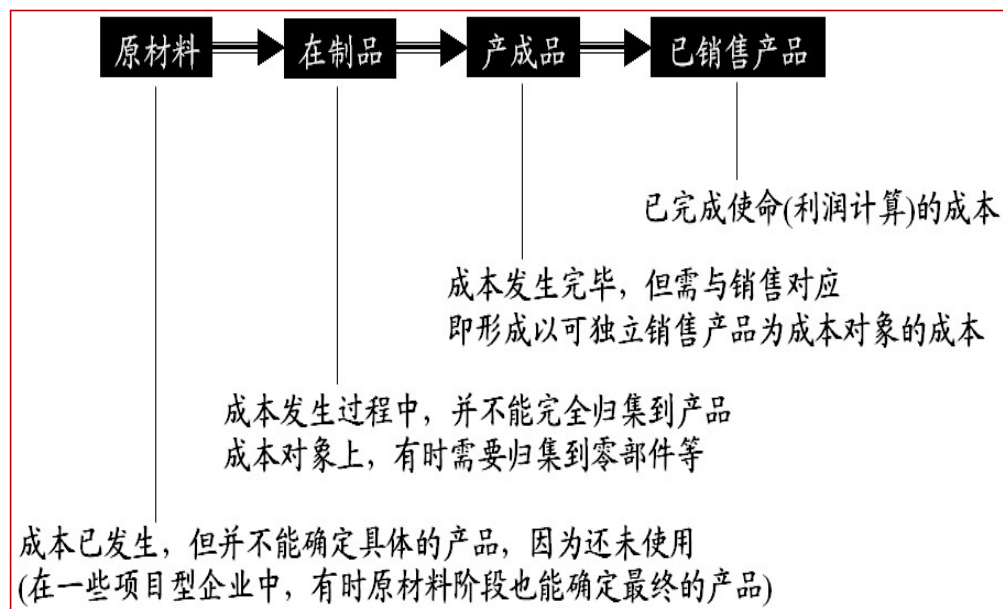 原材料
在制品
产成品
已销售产品
已完成使命(利润计算)的成本
成本发生完毕，但需与销售对应
即形成以可独立销售产品为成本对象的成本
成本发生过程中，并不能完全归集到产品
成本对象上，有时需要归集到零部件等
成本已发生，但并不能确定具体的产品，因为还未使用
(在一些项目型企业中，有时原材料阶段也能确定最终的产品)